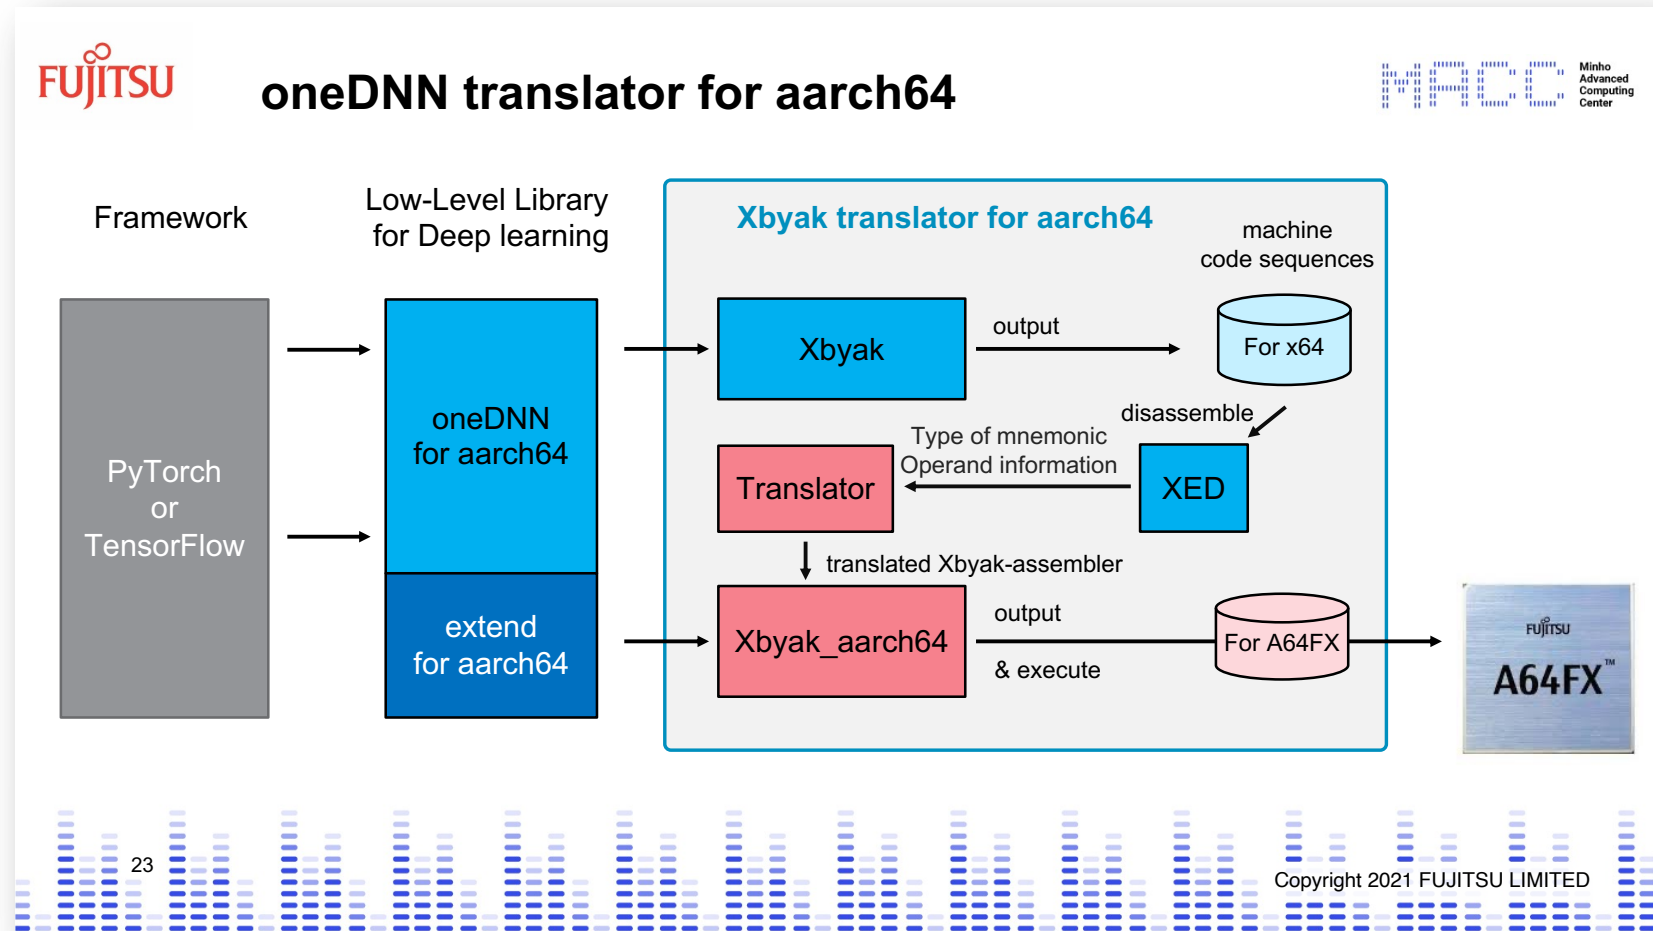 FUJITSU
oneDNN translator for aarch64
MACC
Minho
Advanced
Computing
Center
Framework
Low-Level Library
for Deep learning
Xbyak translator for aarch64
machine
code sequences
PyTorch
or
TensorFlow
oneDNN
for aarch64
extend
for aarch64
Xbyak
output
For x64
disassemble
Type of mnemonic
Operand information
Translator
XED
translated Xbyak-assembler
Xbyak_aarch64
output
& execute
For A64FX
FUJITSU
A64FX™
23
Copyright 2021 FUJITSU LIMITED